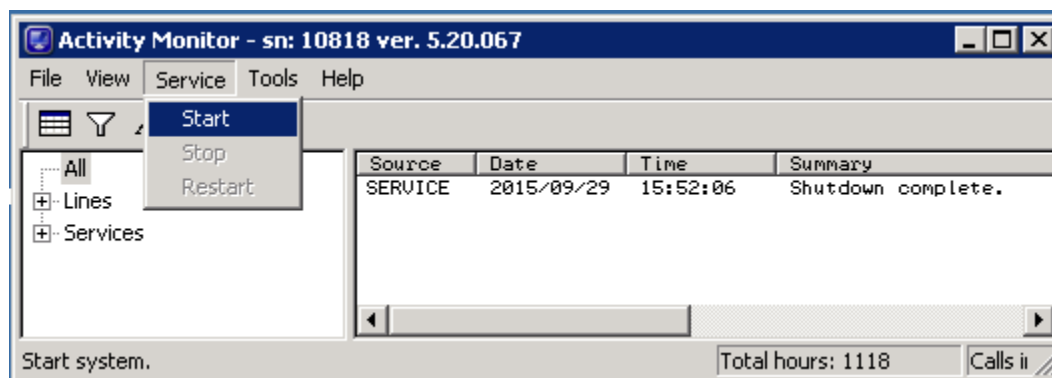 Activity Monitor - sn: 10818 ver. 5.20.067
File View Service Tools Help
Start
Stop
Restart
All
Lines
Services
Source Date Time Summary
SERVICE 2015/09/29 15:52:06 Shutdown complete.
Start system.
Total hours: 1118
Calls